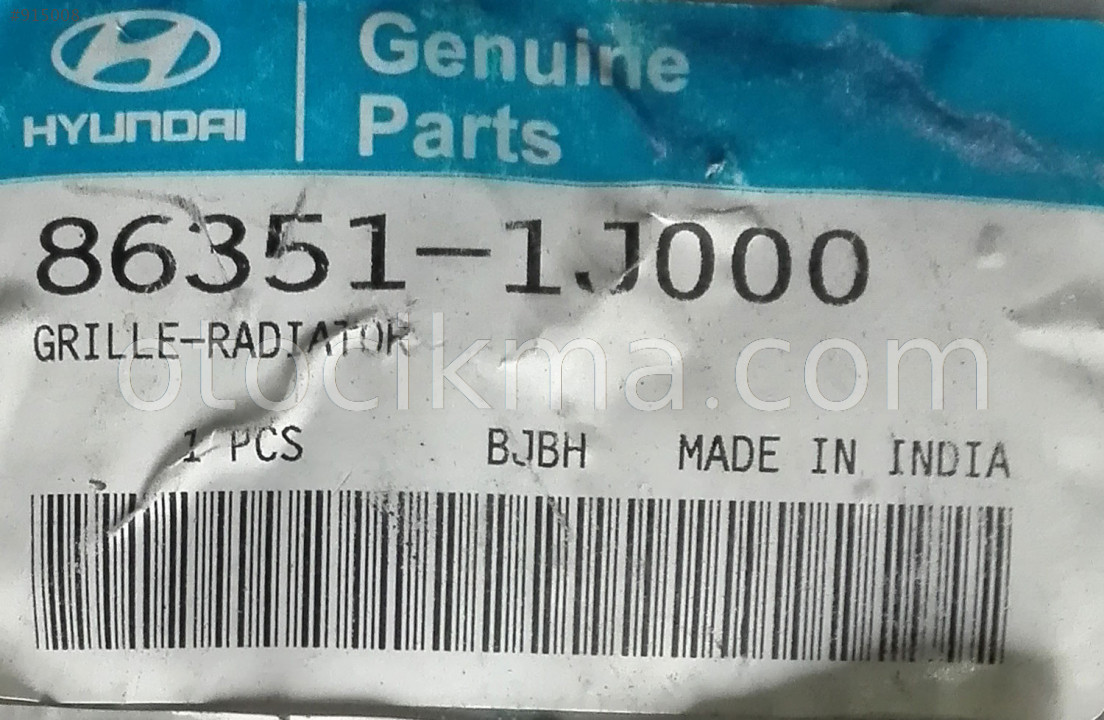 HYUNDAI
Genuine
Parts
86351-1J000
GRILLE-RADIATOR
otocikma.com
1 PCS BJBH MADE IN INDIA